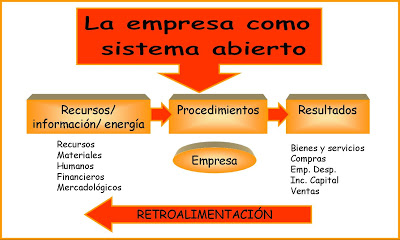 La empresa como
sistema abierto
Recursos/
información/ energía
Procedimientos
Resultados
Recursos
Materiales
Humanos
Financieros
Mercadológicos
Empresa
Bienes y servicios
Compras
Emp. Desp.
Inc. Capital
Ventas
RETROALIMENTACIÓN